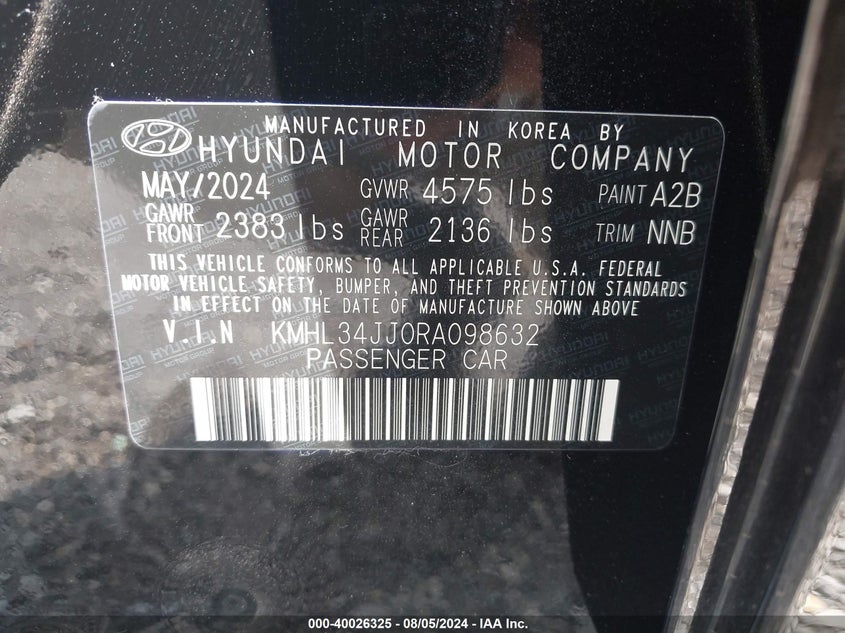 MANUFACTURED IN KOREA BY
HYUNDAI MOTOR COMPANY
MAY/2024 GVWR 4575 lbs PAINT A2B
GAWR FRONT 2383 lbs GAWR REAR 2136 lbs TRIM NNB
THIS VEHICLE CONFORMS TO ALL APPLICABLE U.S.A. FEDERAL
MOTOR VEHICLE SAFETY, BUMPER, AND THEFT PREVENTION STANDARDS
IN EFFECT ON THE DATE OF MANUFACTURE SHOWN ABOVE
V.I.N KMHL34JJ0RA098632
PASSENGER CAR
000-40026325 - 08/05/2024 - IAA Inc.